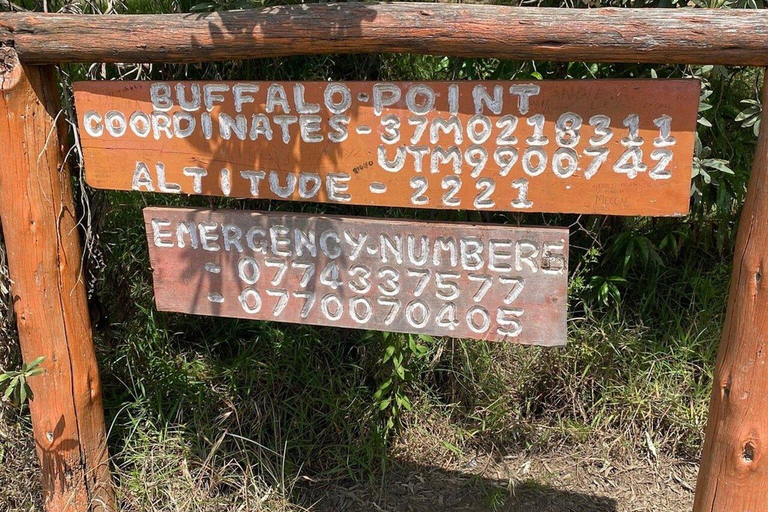 BUFFALO-POINT
COORDINATES-37M0218311
UTM9900742
ALTITUDE-2221
EMERGENCY-NUMBERS
-0774337577
-0770070405